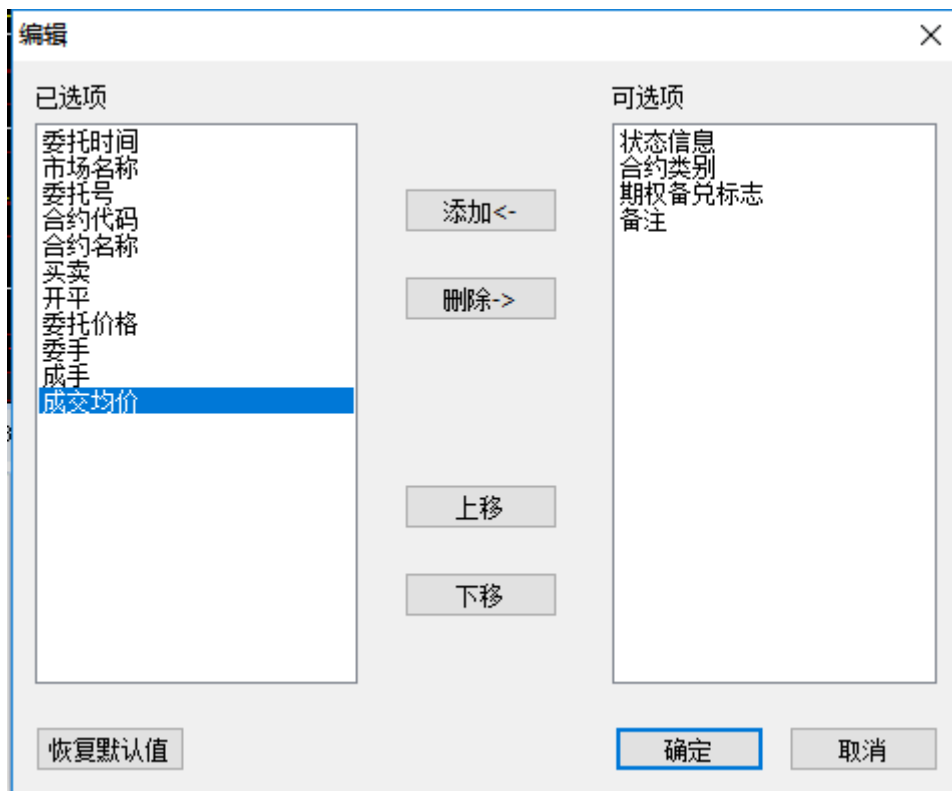 编辑
已选项
委托时间
市场名称
委托号
合约代码
合约名称
买卖
开平
委托价格
委手
成手
成交均价
添加<-
删除->
上移
下移
可选项
状态信息
合约类别
期权备兑标志
备注
恢复默认值
确定
取消